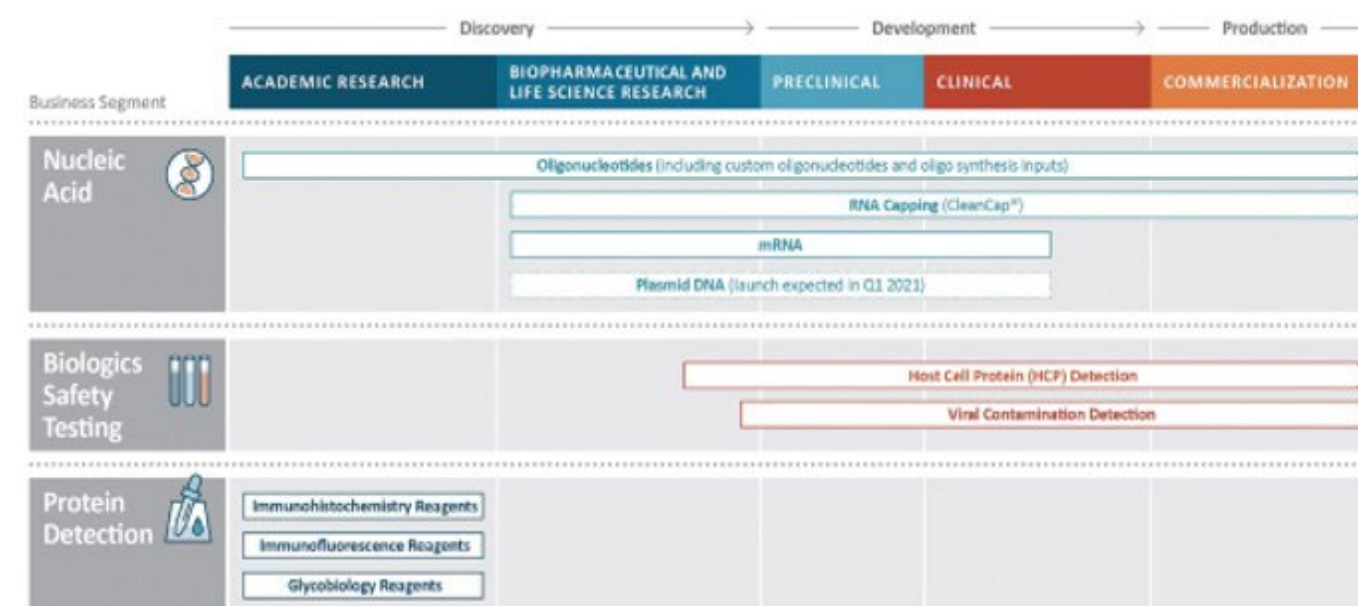 Discovery
Development
Production
Business Segment
ACADEMIC RESEARCH
BIOPHARMACEUTICAL AND
LIFE SCIENCE RESEARCH
PRECLINICAL
CLINICAL
COMMERCIALIZATION
Nucleic
Acid
Oligonucleotides (including custom oligonucleotides and oligo synthesis inputs)
RNA Capping (CleanCap®)
mRNA
Plasmid DNA (launch expected in Q1 2021)
Biologics
Safety
Testing
Host Cell Protein (HCP) Detection
Viral Contamination Detection
Protein
Detection
Immunohistochemistry Reagents
Immunofluorescence Reagents
Glycobiology Reagents